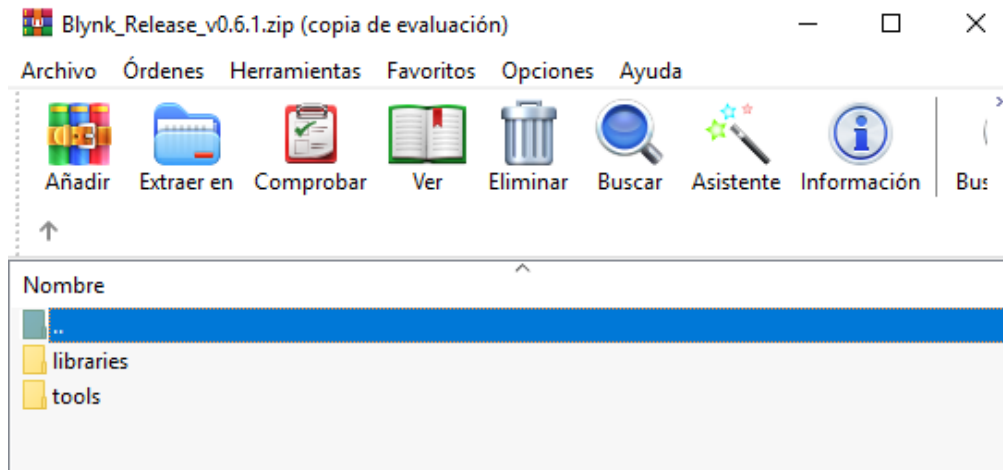 Blynk_Release_v0.6.1.zip (copia de evaluación)
Archivo Órdenes Herramientas Favoritos Opciones Ayuda
Añadir Extraer en Comprobar Ver Eliminar Buscar Asistente Información
Nombre
..
libraries
tools